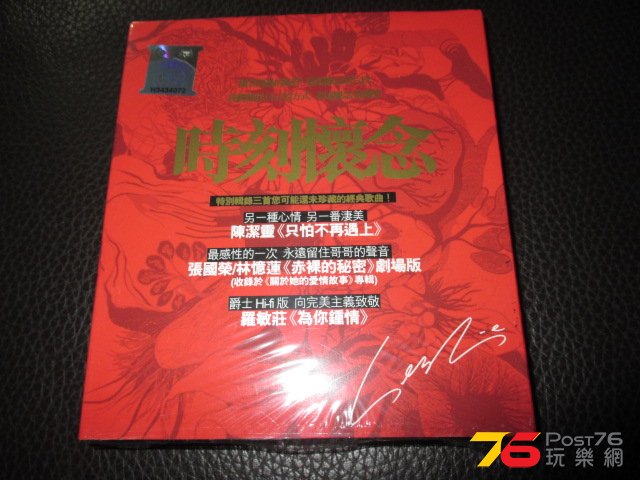 H3434072
時刻懷念
特別輯錄三首您可能還未珍藏的經典歌曲！
另一種心情 另一番淒美
陳潔靈《只怕不再遇上》
最感性的一次 永遠留住哥哥的聲音
張國榮/林憶蓮《赤裸的秘密》劇場版
(收錄於《關於她的愛情故事》專輯)
爵士 Hi-fi 版 向完美主義致敬
羅敏莊《為你鍾情》
Leslie
76 Post76
玩樂網